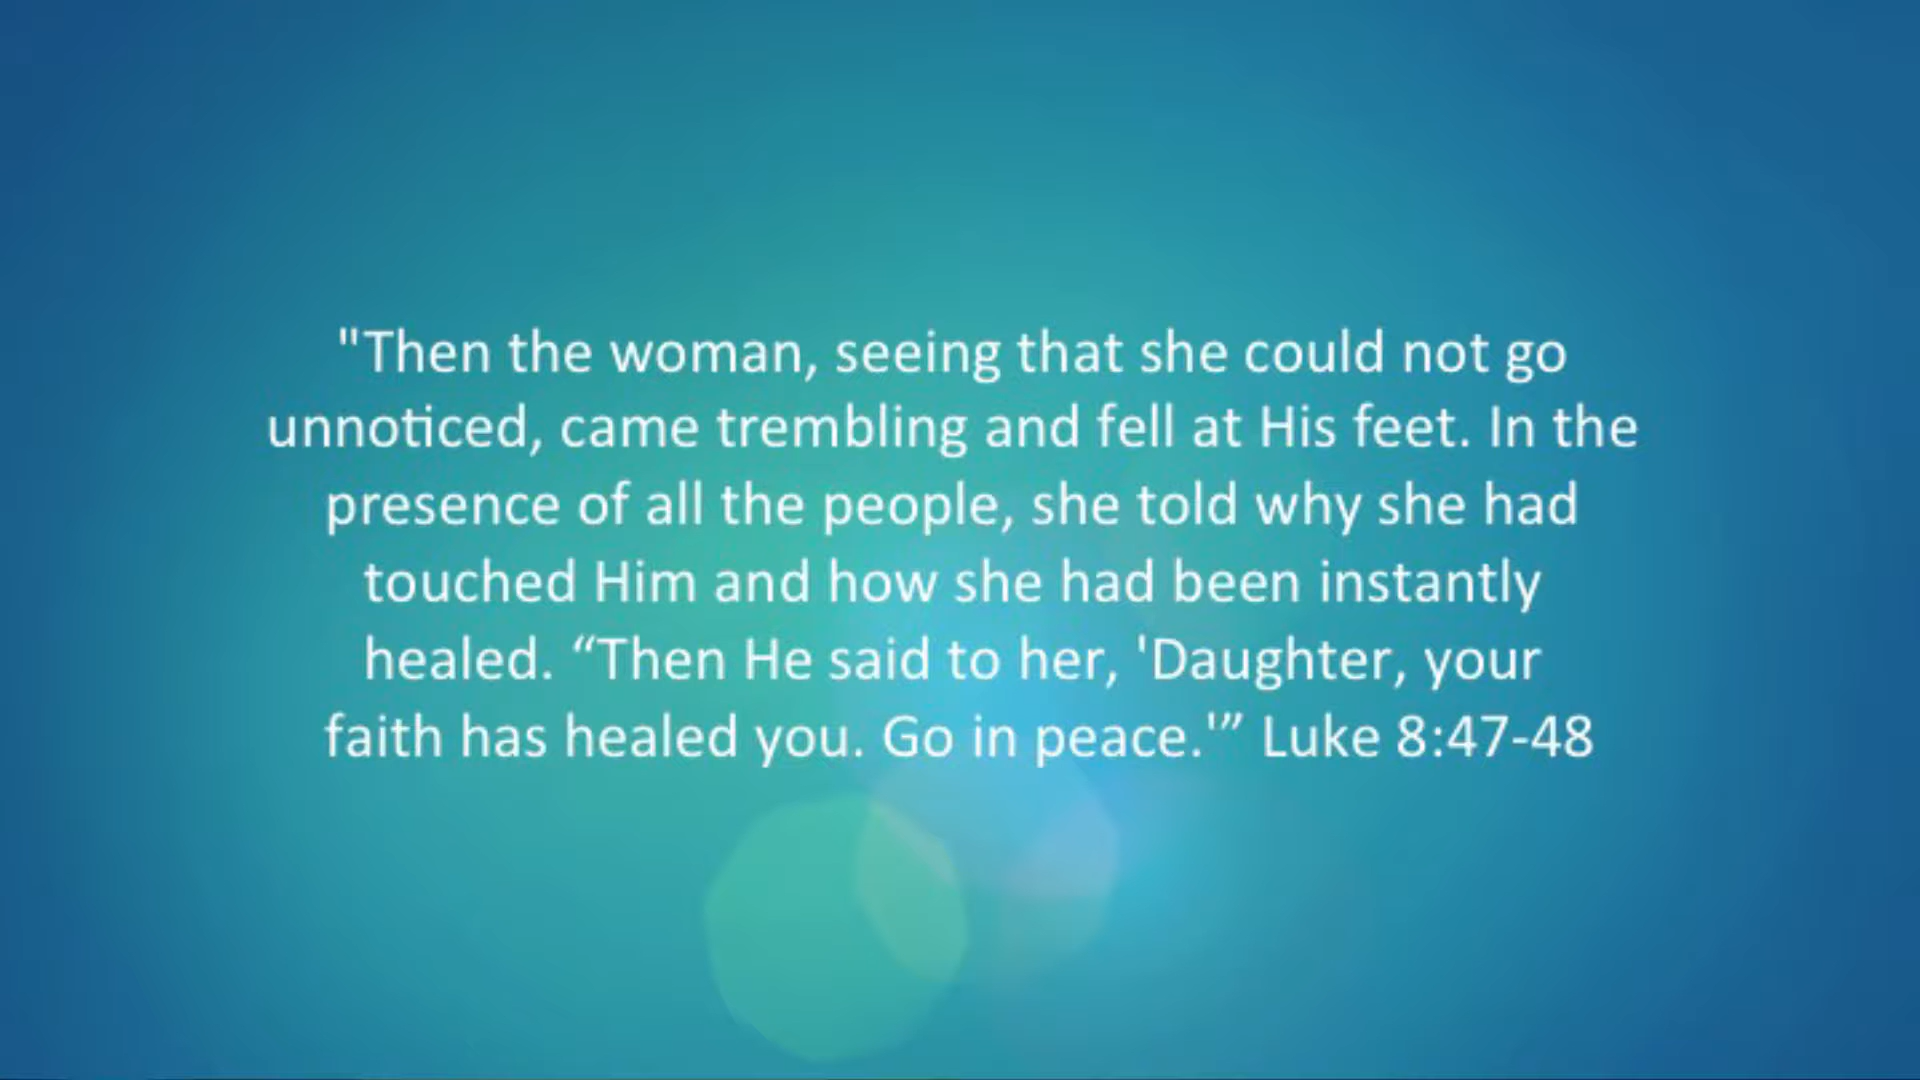 "Then the woman, seeing that she could not go
unnoticed, came trembling and fell at His feet. In the
presence of all the people, she told why she had
touched Him and how she had been instantly
healed. “Then He said to her, 'Daughter, your
faith has healed you. Go in peace.'” Luke 8:47-48